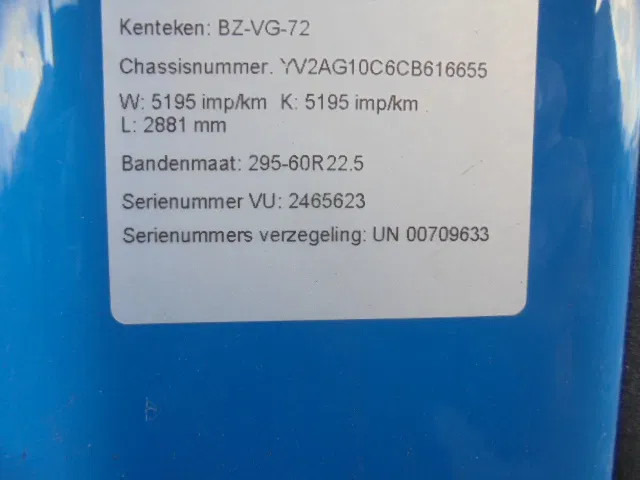 Kenteken: BZ-VG-72
Chassisnummer. YV2AG10C6CB616655
W: 5195 imp/km K: 5195 imp/km
L: 2881 mm
Bandenmaat: 295-60R22.5
Serienummer VU: 2465623
Serienummers verzegeling: UN 00709633